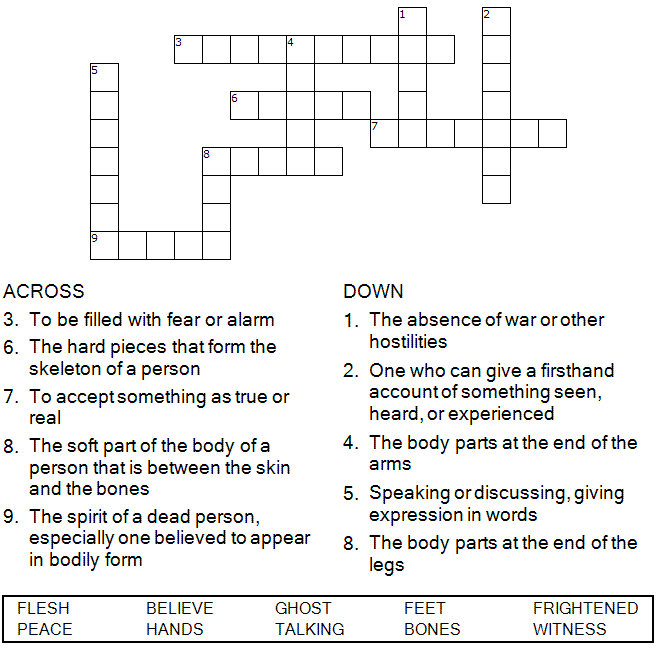 1 2
3 4
5
6
7
8
9
ACROSS
3. To be filled with fear or alarm
6. The hard pieces that form the
skeleton of a person
7. To accept something as true or
real
8. The soft part of the body of a
person that is between the skin
and the bones
9. The spirit of a dead person,
especially one believed to appear
in bodily form
DOWN
1. The absence of war or other
hostilities
2. One who can give a firsthand
account of something seen,
heard, or experienced
4. The body parts at the end of the
arms
5. Speaking or discussing, giving
expression in words
8. The body parts at the end of the
legs
FLESH BELIEVE GHOST FEET FRIGHTENED
PEACE HANDS TALKING BONES WITNESS